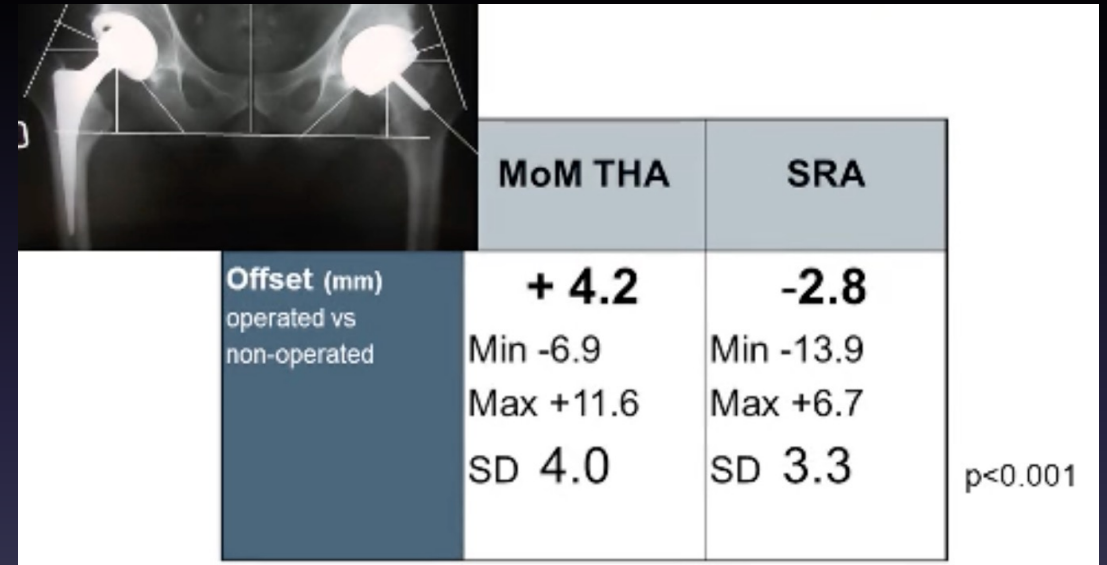 MoM THA
SRA
Offset (mm)
operated vs
non-operated
+ 4.2
Min -6.9
Max +11.6
SD 4.0
-2.8
Min -13.9
Max +6.7
SD 3.3
p<0.001